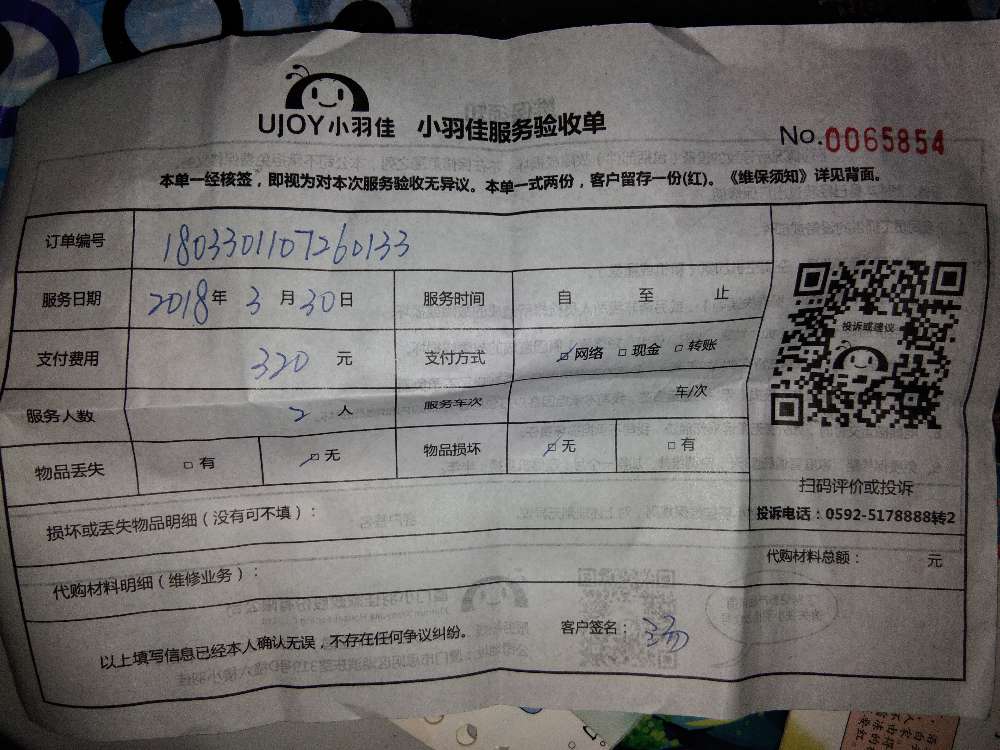 UJOY小羽佳 小羽佳服务验收单
No.0065854
本单一经核签，即视为对本次服务验收无异议。本单一式两份，客户留存一份(红)。《维保须知》详见背面。
订单编号 1803301107260133
服务日期 2018年3月30日 服务时间 自 至 止
支付费用 320元 支付方式 网络 现金 转账
服务人数 2人 服务车次 车/次
物品丢失 有 无 物品损坏 无 有
投诉或建议
扫码评价或投诉
投诉电话：0592-5178888转2
损坏或丢失物品明细（没有可不填）：
代购材料明细（维修业务）：
代购材料总额： 元
以上填写信息已经本人确认无误，不存在任何争议纠纷。
客户签名：